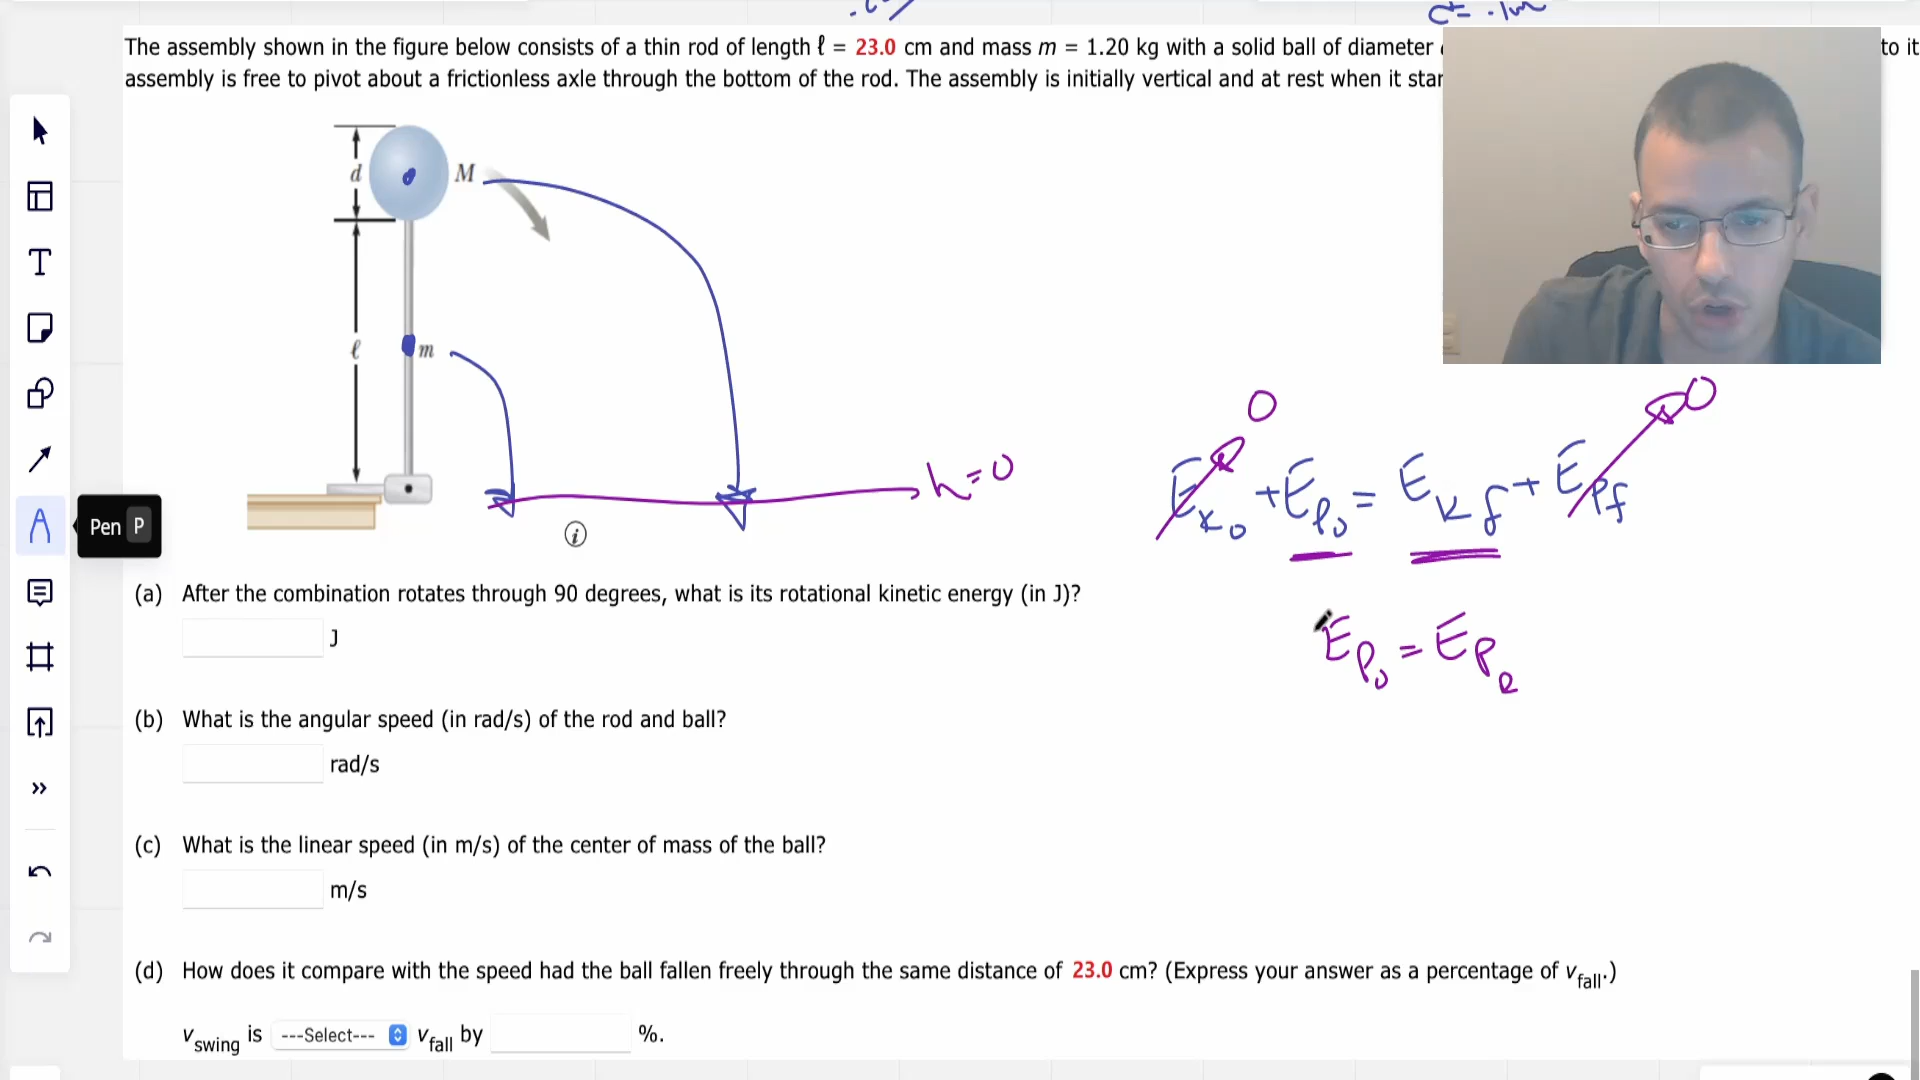 d= .1m
The assembly shown in the figure below consists of a thin rod of length ℓ = 23.0 cm and mass m = 1.20 kg with a solid ball of diameter
to it
assembly is free to pivot about a frictionless axle through the bottom of the rod. The assembly is initially vertical and at rest when it star
d
M
ℓ
m
h=0
0
0
E_K0 + E_P0 = E_Kf + E_Pf
E_P0 = E_PR
Pen P
(a) After the combination rotates through 90 degrees, what is its rotational kinetic energy (in J)?
J
(b) What is the angular speed (in rad/s) of the rod and ball?
rad/s
(c) What is the linear speed (in m/s) of the center of mass of the ball?
m/s
(d) How does it compare with the speed had the ball fallen freely through the same distance of 23.0 cm? (Express your answer as a percentage of v_fall.)
v_swing is ---Select--- v_fall by %.